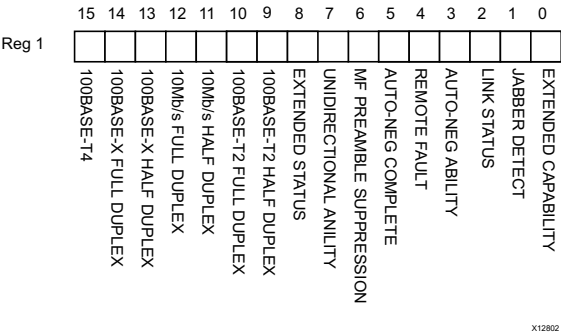 15 14 13 12 11 10 9 8 7 6 5 4 3 2 1 0
Reg 1
100BASE-T4
100BASE-X FULL DUPLEX
100BASE-X HALF DUPLEX
10Mb/s FULL DUPLEX
10Mb/s HALF DUPLEX
100BASE-T2 FULL DUPLEX
100BASE-T2 HALF DUPLEX
EXTENDED STATUS
UNIDIRECTIONAL ANILITY
MF PREAMBLE SUPPRESSION
AUTO-NEG COMPLETE
REMOTE FAULT
AUTO-NEG ABILITY
LINK STATUS
JABBER DETECT
EXTENDED CAPABILITY
X12802